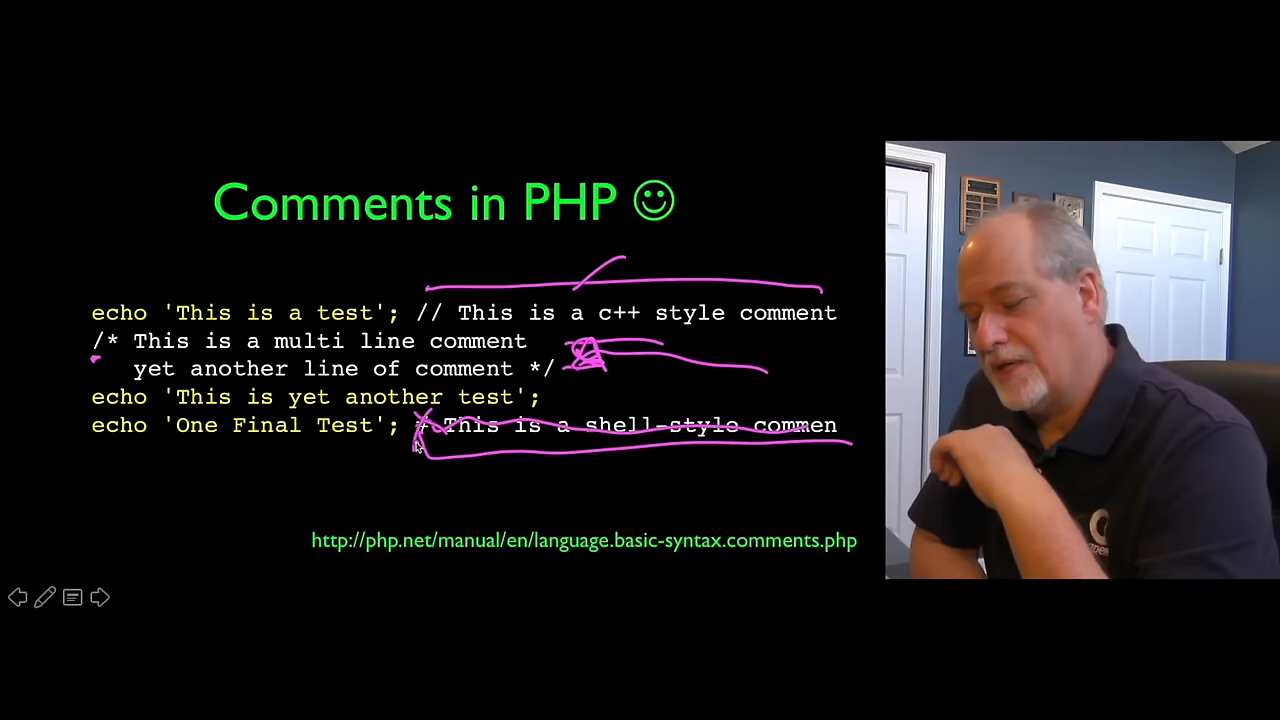 Comments in PHP ☺
echo 'This is a test'; // This is a c++ style comment
/* This is a multi line comment
yet another line of comment */
echo 'This is yet another test';
echo 'One Final Test'; # This is a shell-style commen
http://php.net/manual/en/language.basic-syntax.comments.php